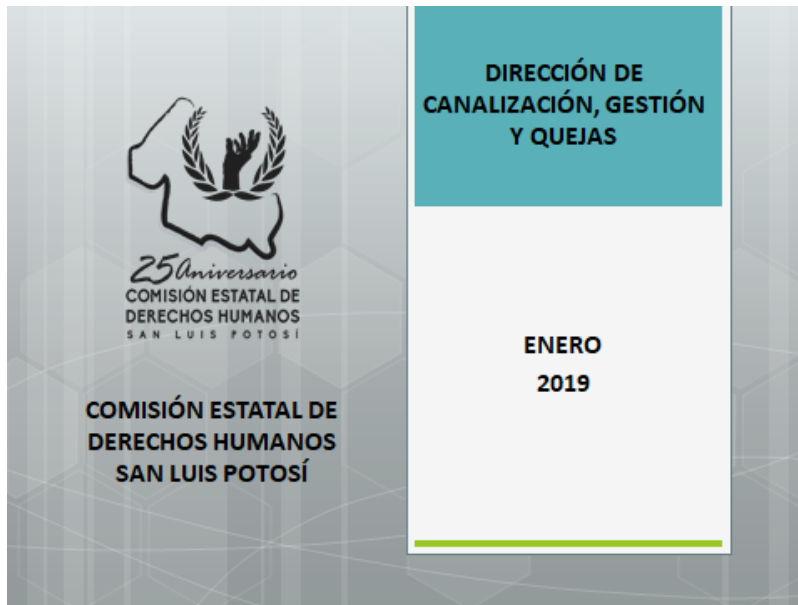 25 Aniversario
COMISIÓN ESTATAL DE
DERECHOS HUMANOS
SAN LUIS POTOSÍ
COMISIÓN ESTATAL DE
DERECHOS HUMANOS
SAN LUIS POTOSÍ
DIRECCIÓN DE
CANALIZACIÓN, GESTIÓN
Y QUEJAS
ENERO
2019